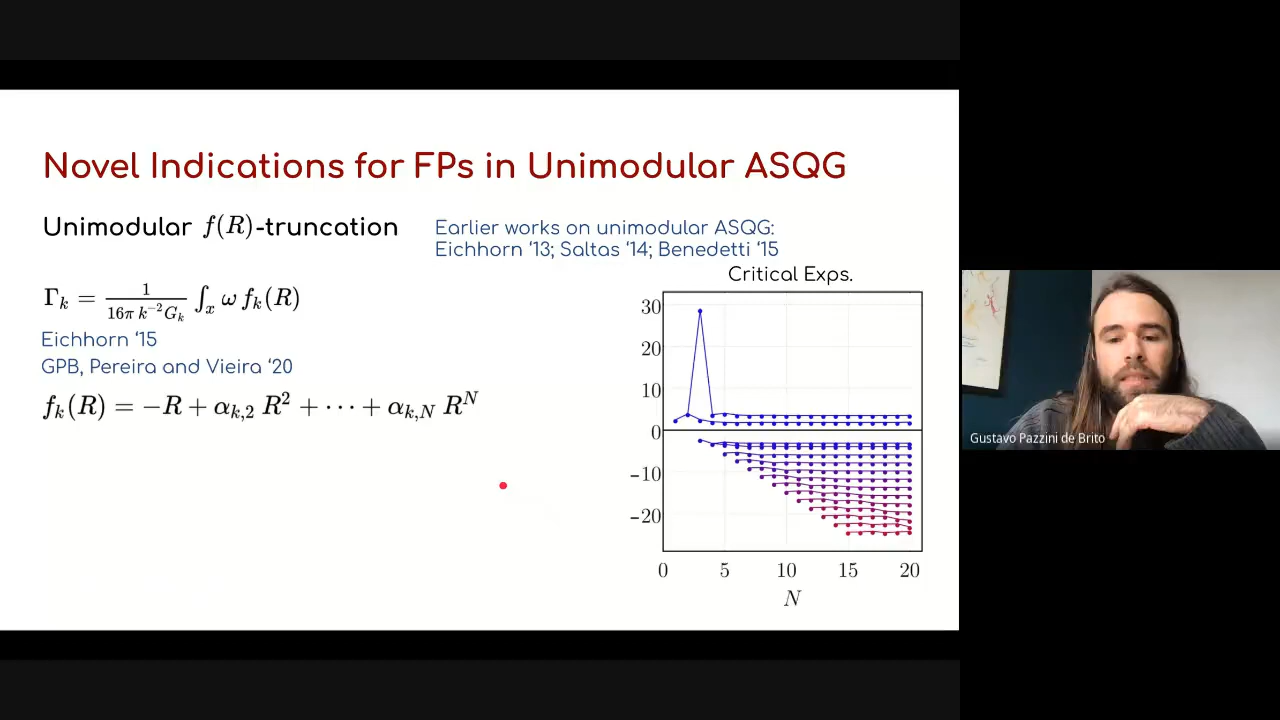 Novel Indications for FPs in Unimodular ASQG
Unimodular f(R)-truncation
Earlier works on unimodular ASQG:
Eichhorn ‘13; Saltas ‘14; Benedetti ‘15
Γ_k = \frac{1}{16π k^{-2} G_k} ∫_x ω f_k(R)
Eichhorn ‘15
GPB, Pereira and Vieira ‘20
f_k(R) = −R + α_{k,2} R^2 + ··· + α_{k,N} R^N
Critical Exps.
30
20
10
0
−10
−20
0 5 10 15 20
N
Gustavo Pazzini de Brito